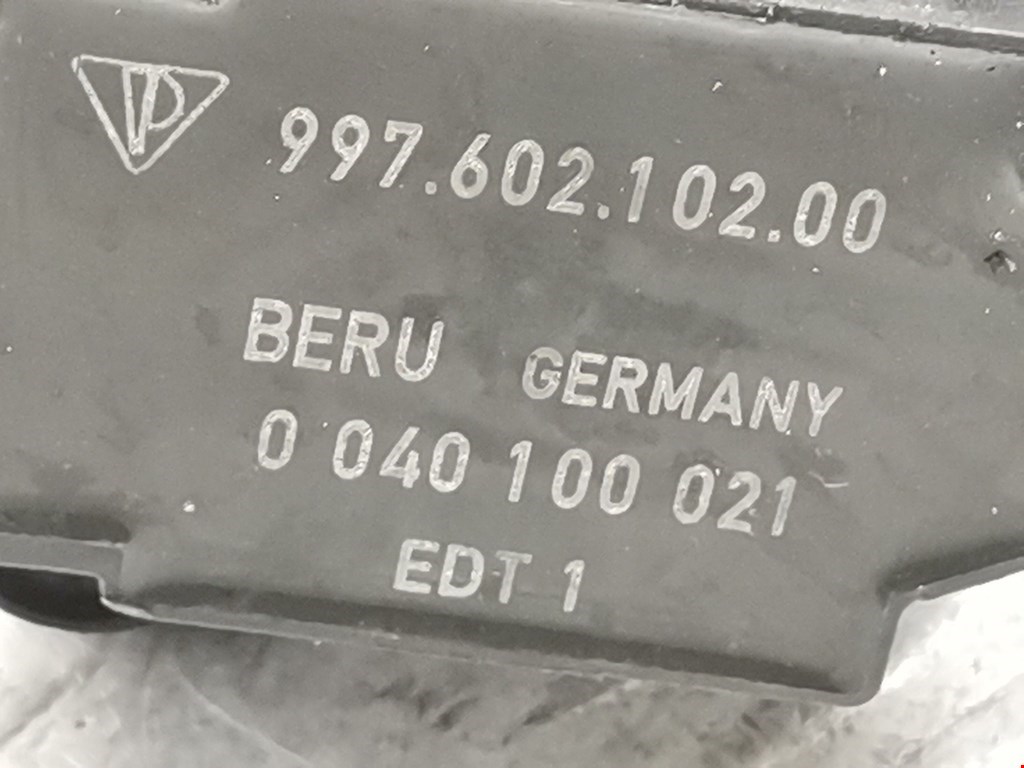 997.602.102.00
BERU GERMANY
0 040 100 021
EDT 1